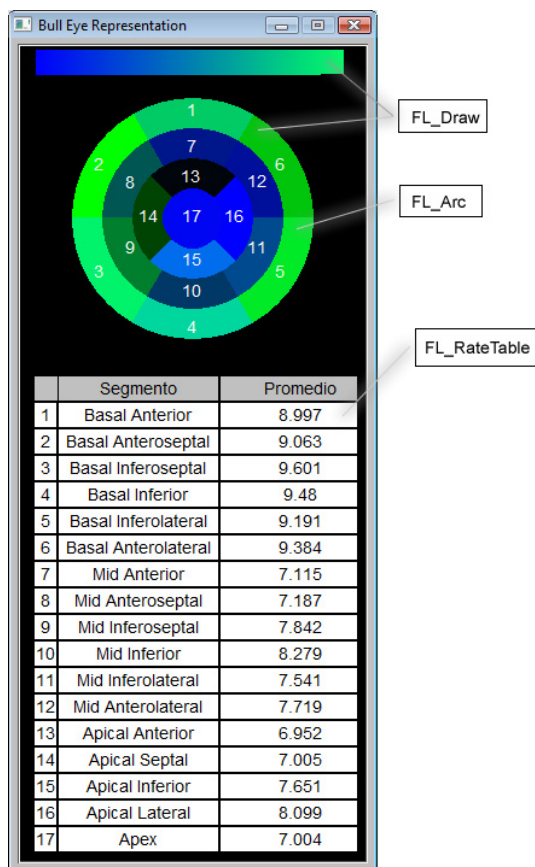 Bull Eye Representation
FL_Draw
1
2
6
7
8
12
13
14
17
16
FL_Arc
9
15
11
3
10
5
4
FL_RateTable
Segmento Promedio
1 Basal Anterior 8.997
2 Basal Anteroseptal 9.063
3 Basal Inferoseptal 9.601
4 Basal Inferior 9.48
5 Basal Inferolateral 9.191
6 Basal Anterolateral 9.384
7 Mid Anterior 7.115
8 Mid Anteroseptal 7.187
9 Mid Inferoseptal 7.842
10 Mid Inferior 8.279
11 Mid Inferolateral 7.541
12 Mid Anterolateral 7.719
13 Apical Anterior 6.952
14 Apical Septal 7.005
15 Apical Inferior 7.651
16 Apical Lateral 8.099
17 Apex 7.004